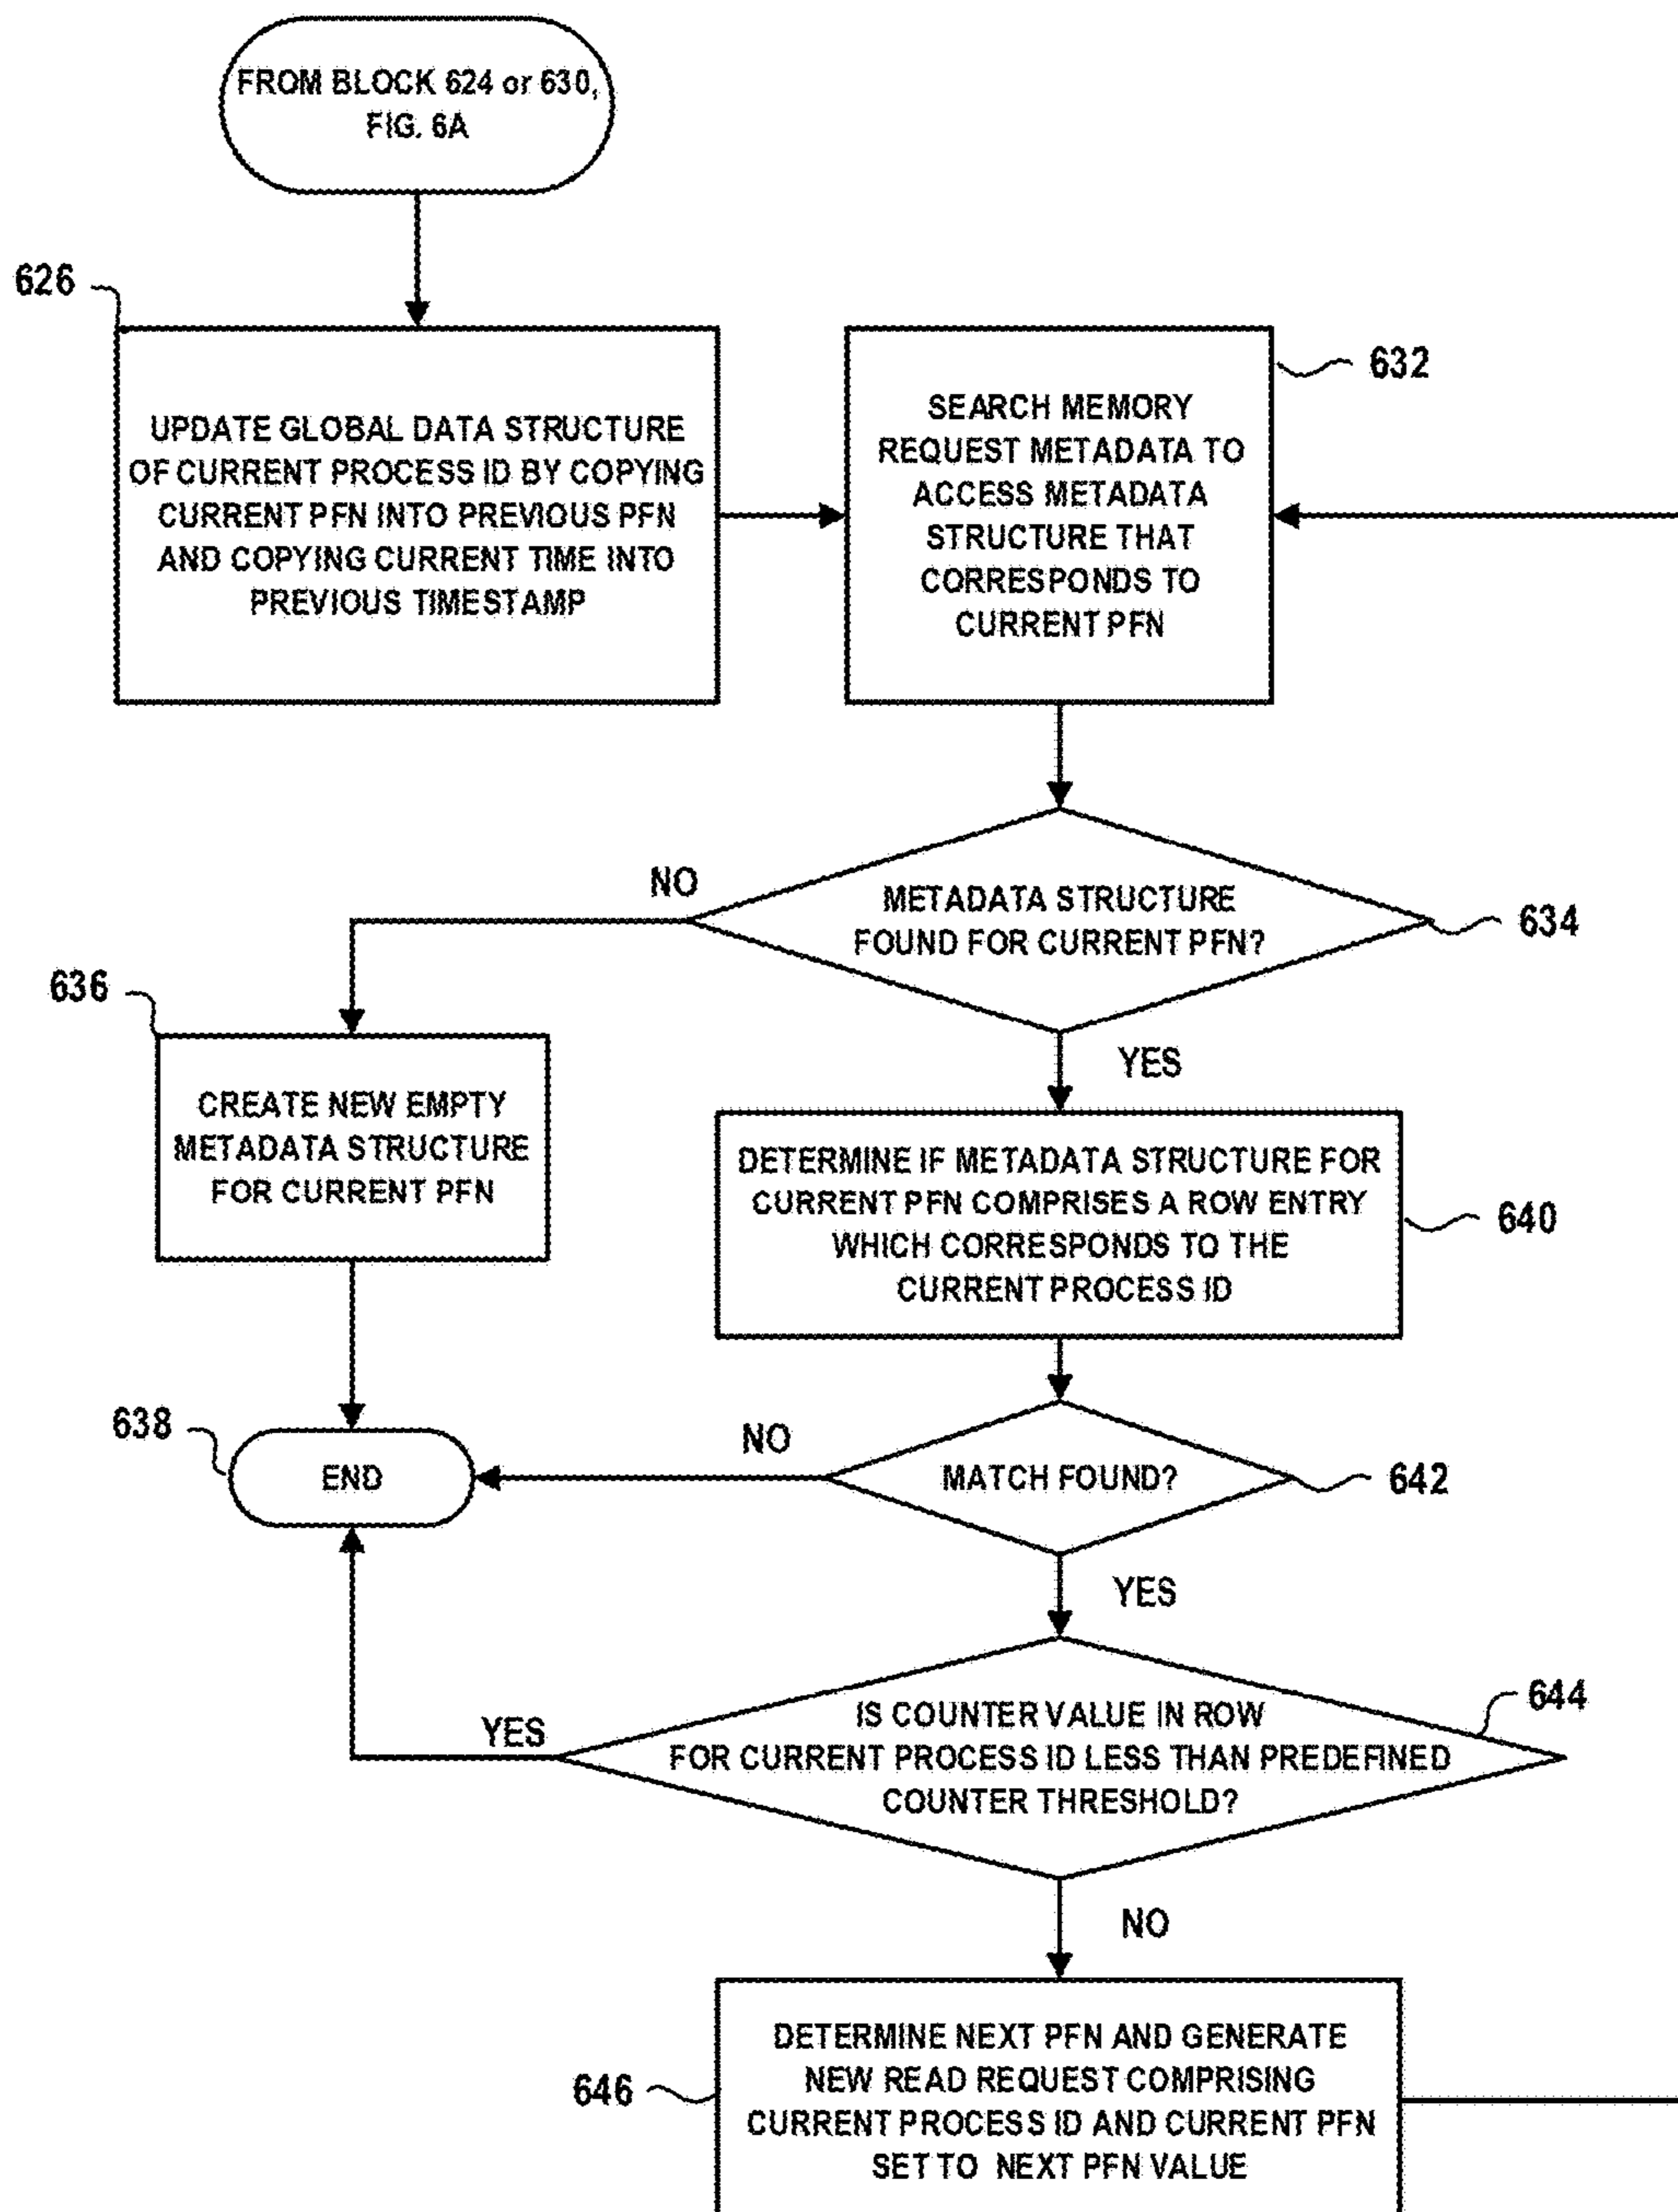 FROM BLOCK 624 or 630,
FIG. 6A
626
UPDATE GLOBAL DATA STRUCTURE
OF CURRENT PROCESS ID BY COPYING
CURRENT PFN INTO PREVIOUS PFN
AND COPYING CURRENT TIME INTO
PREVIOUS TIMESTAMP
632
SEARCH MEMORY
REQUEST METADATA TO
ACCESS METADATA
STRUCTURE THAT
CORRESPONDS TO
CURRENT PFN
NO
METADATA STRUCTURE
FOUND FOR CURRENT PFN?
634
636
CREATE NEW EMPTY
METADATA STRUCTURE
FOR CURRENT PFN
YES
DETERMINE IF METADATA STRUCTURE FOR
CURRENT PFN COMPRISES A ROW ENTRY
WHICH CORRESPONDS TO THE
CURRENT PROCESS ID
640
638
END
NO
MATCH FOUND?
642
YES
YES
IS COUNTER VALUE IN ROW
FOR CURRENT PROCESS ID LESS THAN PREDEFINED
COUNTER THRESHOLD?
644
NO
646
DETERMINE NEXT PFN AND GENERATE
NEW READ REQUEST COMPRISING
CURRENT PROCESS ID AND CURRENT PFN
SET TO NEXT PFN VALUE